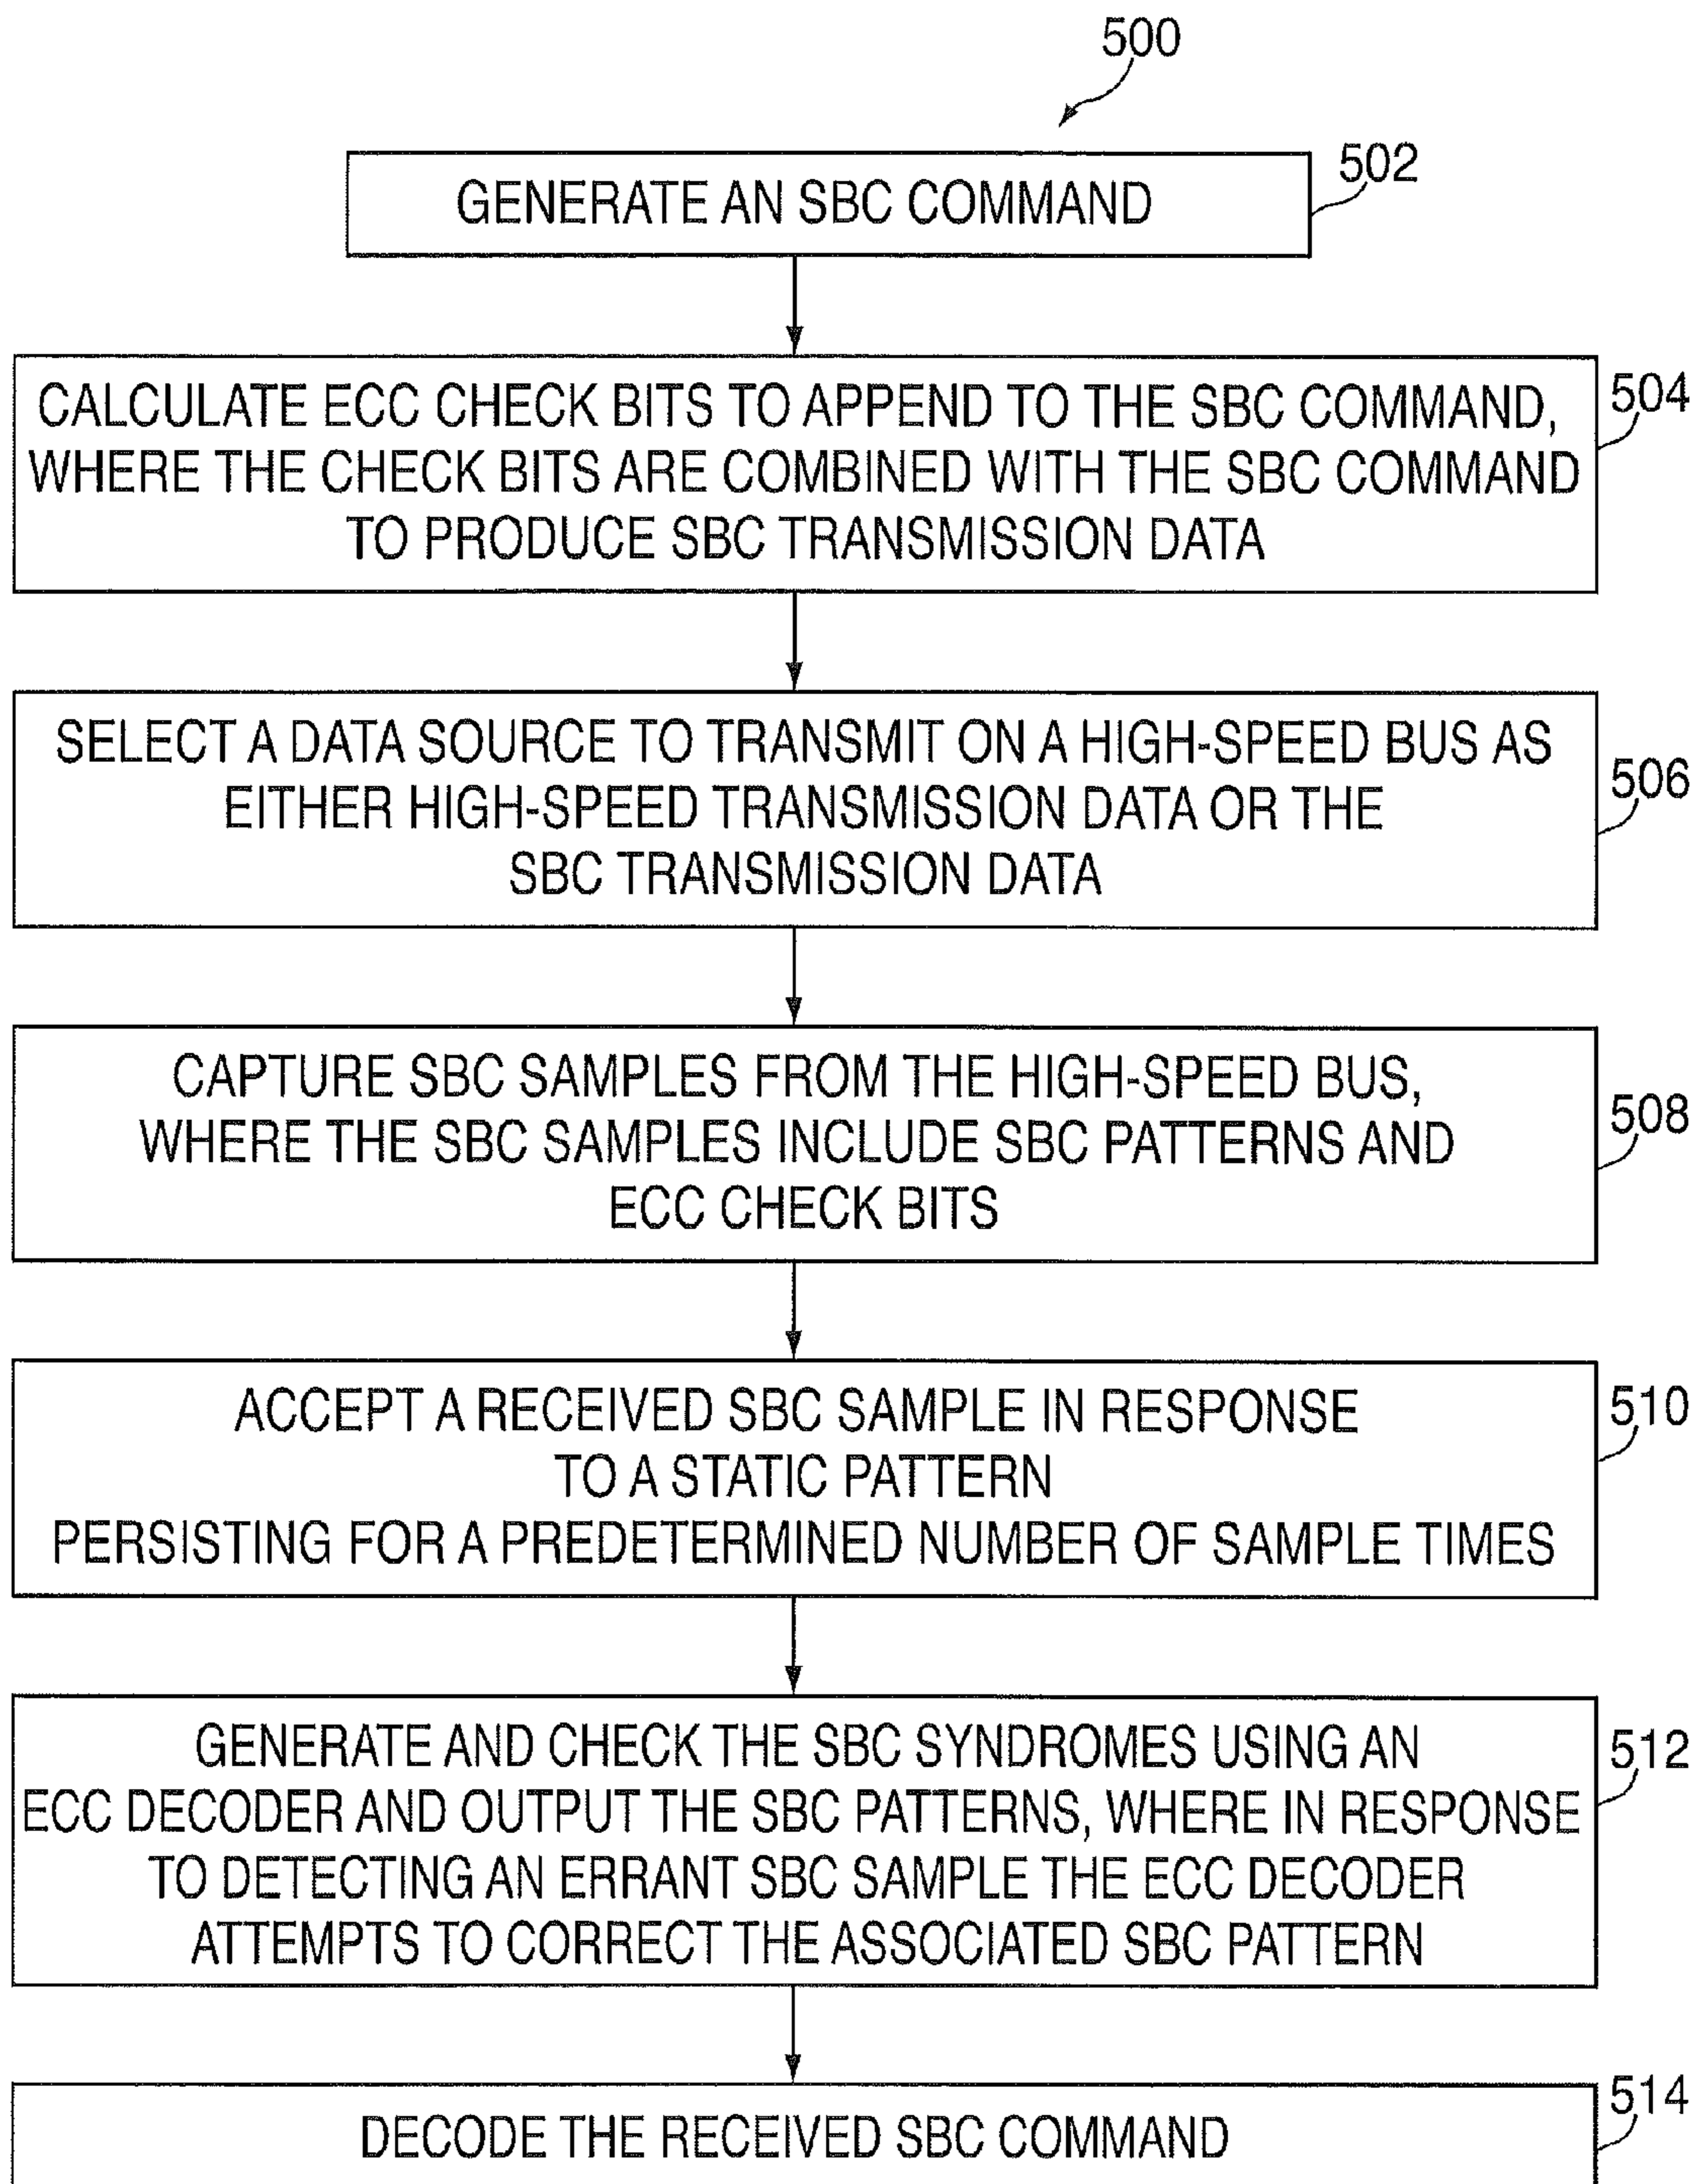 500
502
GENERATE AN SBC COMMAND
504
CALCULATE ECC CHECK BITS TO APPEND TO THE SBC COMMAND,
WHERE THE CHECK BITS ARE COMBINED WITH THE SBC COMMAND
TO PRODUCE SBC TRANSMISSION DATA
506
SELECT A DATA SOURCE TO TRANSMIT ON A HIGH-SPEED BUS AS
EITHER HIGH-SPEED TRANSMISSION DATA OR THE
SBC TRANSMISSION DATA
508
CAPTURE SBC SAMPLES FROM THE HIGH-SPEED BUS,
WHERE THE SBC SAMPLES INCLUDE SBC PATTERNS AND
ECC CHECK BITS
510
ACCEPT A RECEIVED SBC SAMPLE IN RESPONSE
TO A STATIC PATTERN
PERSISTING FOR A PREDETERMINED NUMBER OF SAMPLE TIMES
512
GENERATE AND CHECK THE SBC SYNDROMES USING AN
ECC DECODER AND OUTPUT THE SBC PATTERNS, WHERE IN RESPONSE
TO DETECTING AN ERRANT SBC SAMPLE THE ECC DECODER
ATTEMPTS TO CORRECT THE ASSOCIATED SBC PATTERN
514
DECODE THE RECEIVED SBC COMMAND